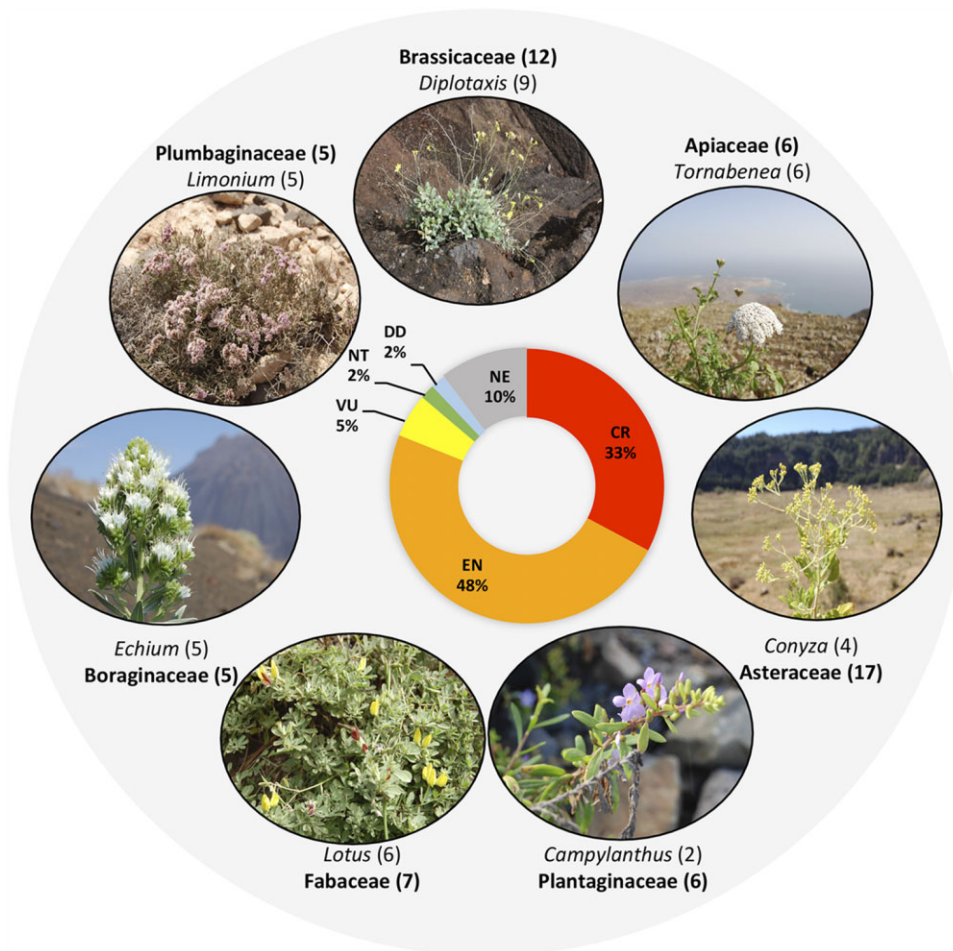 Brassicaceae (12)
Diplotaxis (9)
Plumbaginaceae (5)
Limonium (5)
Apiaceae (6)
Tornabenea (6)
DD
2%
NT
2%
VU
5%
NE
10%
CR
33%
EN
48%
Echium (5)
Boraginaceae (5)
Conyza (4)
Asteraceae (17)
Lotus (6)
Fabaceae (7)
Campylanthus (2)
Plantaginaceae (6)